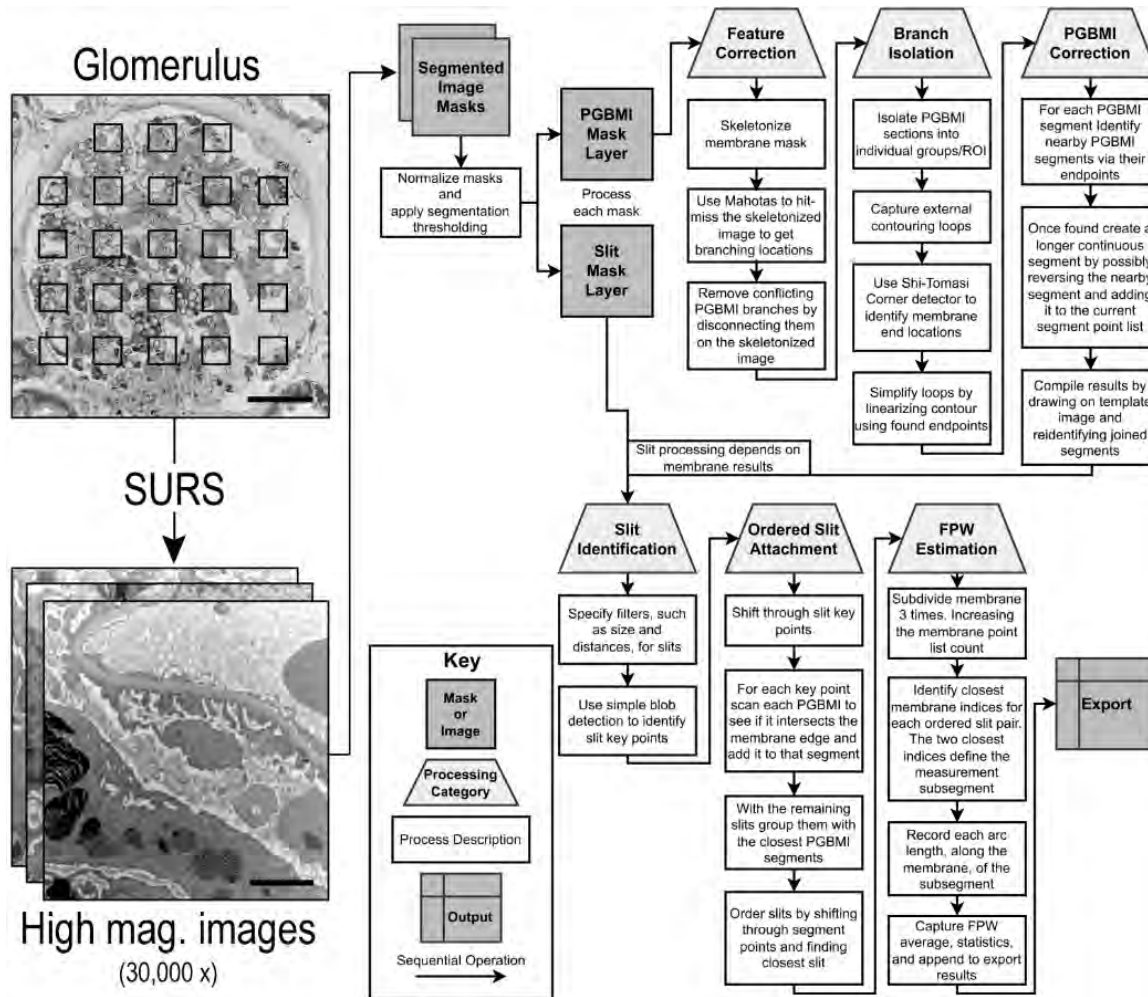 Glomerulus
SURS
High mag. images
(30,000 x)
Segmented
Image
Masks
Normalize masks
and
apply segmentation
thresholding
PGBMI
Mask
Layer
Process
each mask
Slit
Mask
Layer
Feature
Correction
Skeletonize
membrane mask
Use Mahotas to hit-
miss the skeletonized
image to get
branching locations
Remove conflicting
PGBMI branches by
disconnecting them
on the skeletonized
image
Branch
Isolation
Isolate PGBMI
sections into
individual groups/ROI
Capture external
contouring loops
Use Shi-Tomasi
Corner detector to
identify membrane
end locations
Simplify loops by
linearizing contour
using found endpoints
PGBMI
Correction
For each PGBMI
segment Identify
nearby PGBMI
segments via their
endpoints
Once found create a
longer continuous
segment by possibly
reversing the nearby
segment and adding
it to the current
segment point list
Compile results by
drawing on template
image and
reidentifying joined
segments
Slit processing depends on
membrane results
Slit
Identification
Specify filters, such
as size and
distances, for slits
Use simple blob
detection to identify
slit key points
Ordered Slit
Attachment
Shift through slit key
points
For each key point
scan each PGBMI to
see if it intersects the
membrane edge and
add it to that segment
With the remaining
slits group them with
the closest PGBMI
segments
Order slits by shifting
through segment
points and finding
closest slit
FPW
Estimation
Subdivide membrane
3 times. Increasing
the membrane point
list count
Identify closest
membrane indices for
each ordered slit pair.
The two closest
indices define the
measurement
subsegment
Record each arc
length, along the
membrane, of the
subsegment
Capture FPW
average, statistics,
and append to export
results
Export
Key
Mask
or
Image
Processing
Category
Process Description
Output
Sequential Operation